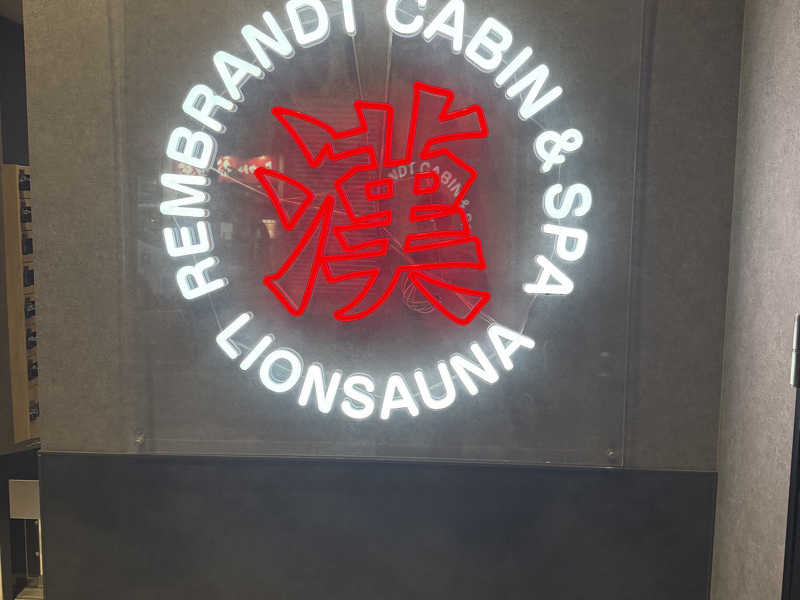 REMBRANDT CABIN & SPA
漢
LIONSAUNA